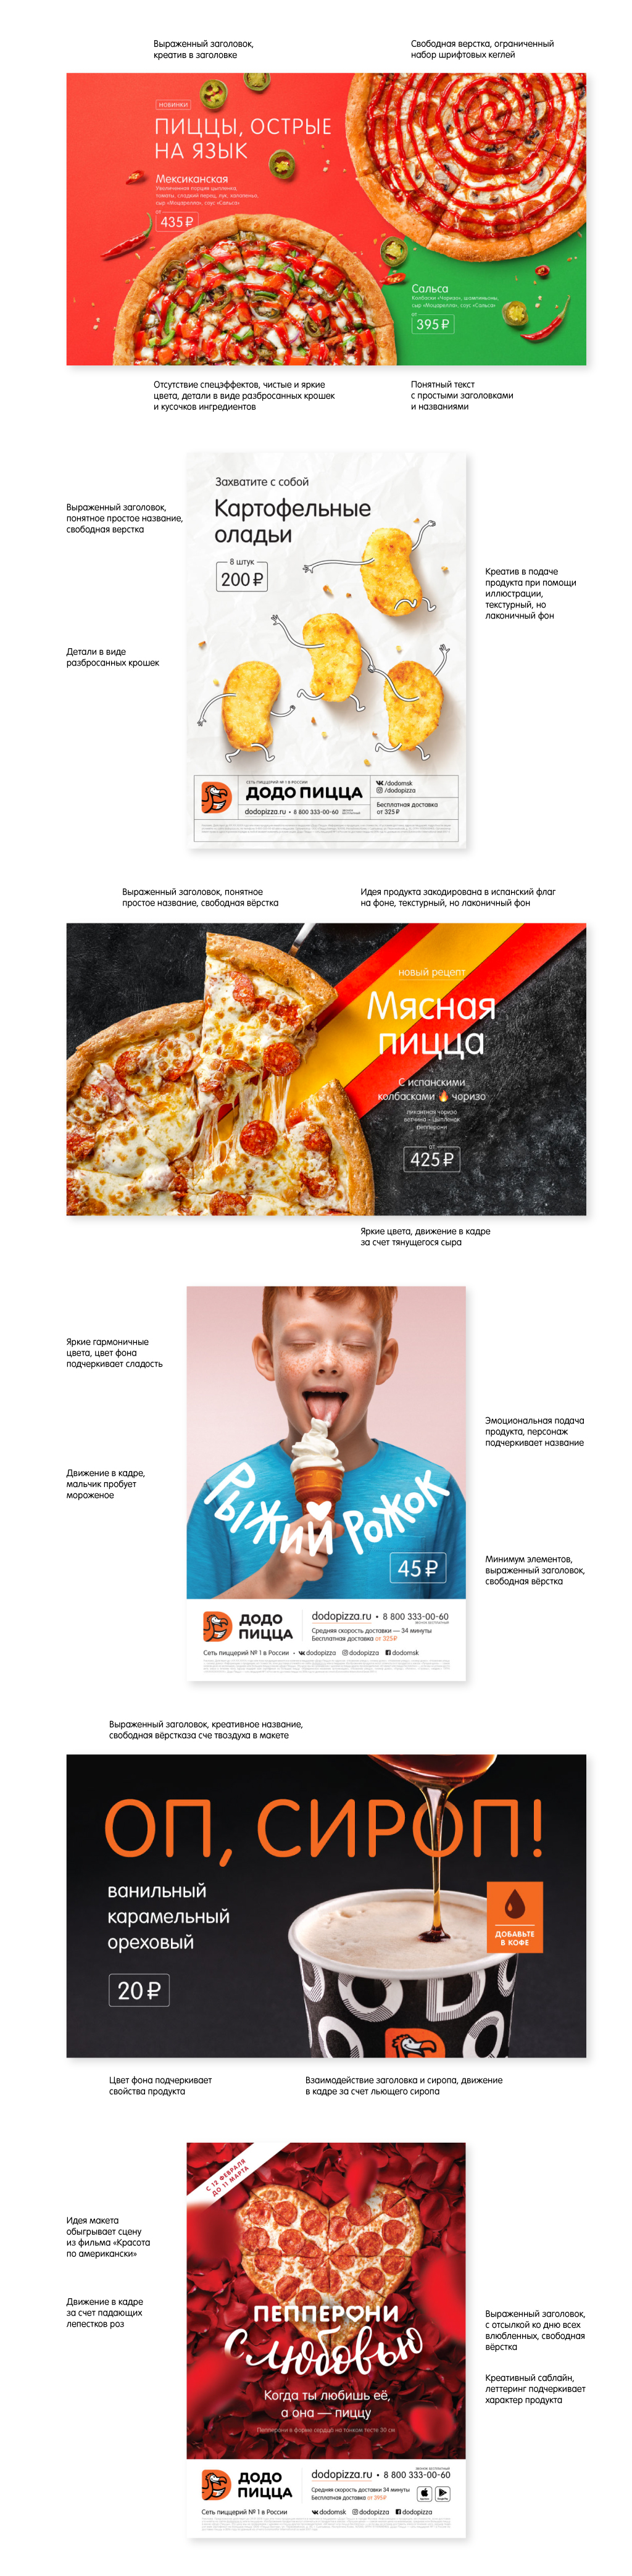 Выраженный заголовок,
креатив в заголовке
Свободная верстка, ограниченный
набор шрифтовых кеглей
НОВИНКИ
ПИЦЦЫ, ОСТРЫЕ
НА ЯЗЫК
Мексиканская
Увеличенная порция цыпленка,
томаты, сладкий перец, лук, халапеньо,
сыр «Моцарелла», соус «Сальса»
от
435 ₽
Сальса
Колбаски «Чоризо», шампиньоны,
сыр «Моцарелла», соус «Сальса»
от
395 ₽
Отсутствие спецэффектов, чистые и яркие
цвета, детали в виде разбросанных крошек
и кусочков ингредиентов
Понятный текст
с простыми заголовками
и названиями
Выраженный заголовок,
понятное простое название,
свободная верстка
Детали в виде
разбросанных крошек
Захватите с собой
Картофельные
оладьи
8 штук
200 ₽
СЕТЬ ПИЦЦЕРИЙ № 1 В РОССИИ
ДОДО ПИЦЦА
dodopizza.ru • 8 800 333-00-60
/dodomsk
/dodopizza
Бесплатная доставка
от 325 ₽
Креатив в подаче
продукта при помощи
иллюстрации,
текстурный, но
лаконичный фон
Выраженный заголовок, понятное
простое название, свободная вёрстка
Идея продукта закодирована в испанский флаг
на фоне, текстурный, но лаконичный фон
новый рецепт
Мясная
пицца
С испанскими
колбасками чоризо
пикантная чоризо
ветчина – цыпленок
пепперони
от
425 ₽
Яркие цвета, движение в кадре
за счет тянущегося сыра
Яркие гармоничные
цвета, цвет фона
подчеркивает сладость
Движение в кадре,
мальчик пробует
мороженое
РЫЖИЙ РОЖОК
45 ₽
ДОДО
ПИЦЦА
dodopizza.ru • 8 800 333-00-60
Средняя скорость доставки — 34 минуты
Бесплатная доставка от 325₽
Сеть пиццерий № 1 в России • dodopizza dodopizza dodomsk
Эмоциональная подача
продукта, персонаж
подчеркивает название
Минимум элементов,
выраженный заголовок,
свободная вёрстка
Выраженный заголовок, креативное название,
свободная вёрстказа сче твоздуха в макете
ОП, СИРОП!
ванильный
карамельный
ореховый
20 ₽
ДОБАВЬТЕ
В КОФЕ
Цвет фона подчеркивает
свойства продукта
Взаимодействие заголовка и сиропа, движение
в кадре за счет льющего сиропа
Идея макета
обыгрывает сцену
из фильма «Красота
по американски»
Движение в кадре
за счет падающих
лепестков роз
С 12 ФЕВРАЛЯ
ДО 11 МАРТА
ПЕППЕРОНИ
С любовью
Когда ты любишь её,
а она — пиццу
Пепперони в форме сердца на тонком тесте 30 см
ДОДО
ПИЦЦА
dodopizza.ru • 8 800 333-00-60
Средняя скорость доставки 34 минуты
Бесплатная доставка от 395₽
Сеть пиццерий № 1 в России
dodomsk dodopizza dodopizza
Выраженный заголовок,
с отсылкой ко дню всех
влюбленных, свободная
вёрстка
Креативный саблайн,
леттеринг подчеркивает
характер продукта